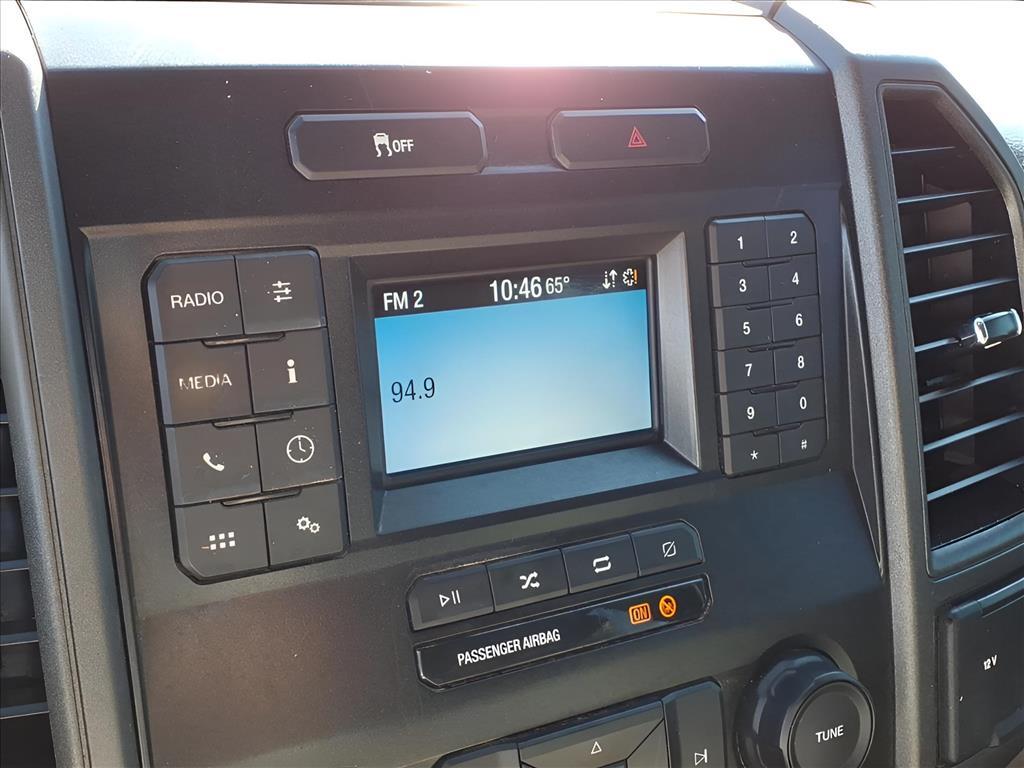 OFF
FM 2 10:46 65°
94.9
RADIO
MEDIA
i
1 2
3 4
5 6
7 8
9 0
* #
PASSENGER AIRBAG ON
TUNE
12V